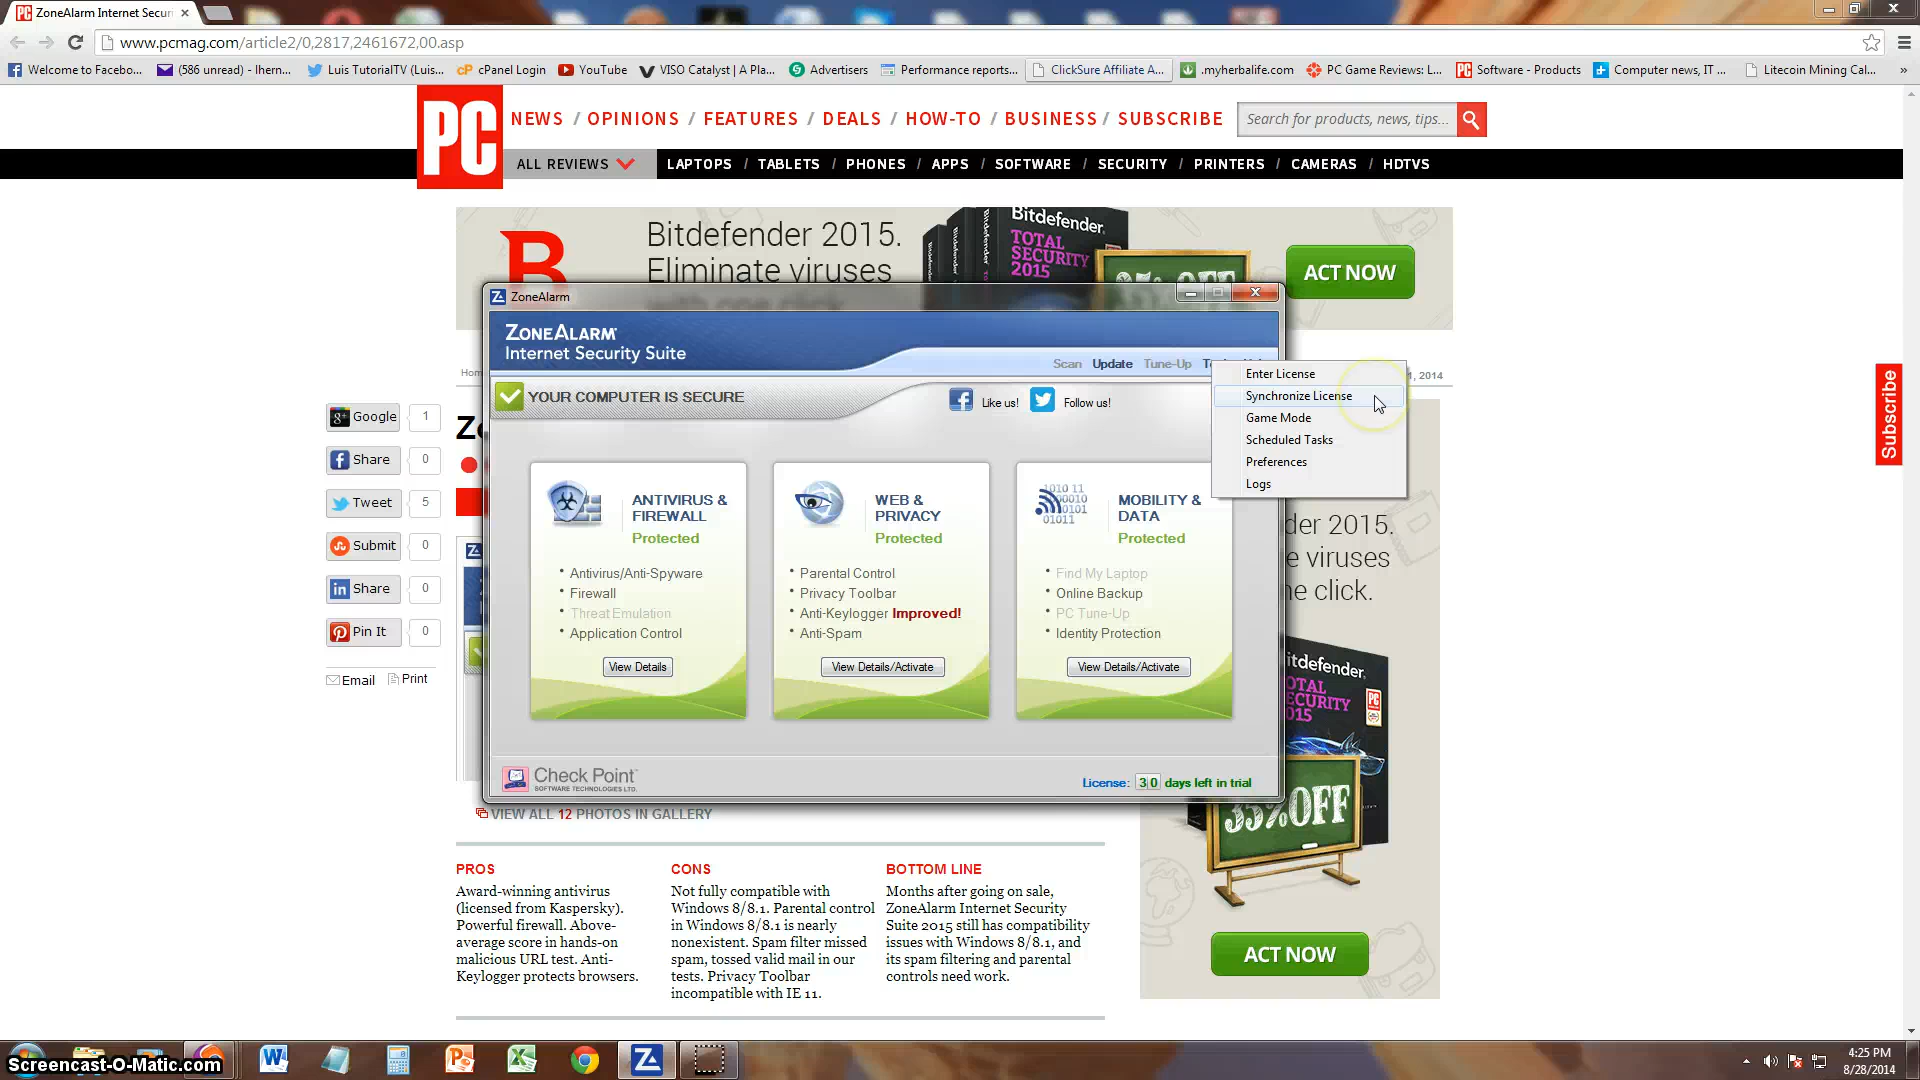 ZoneAlarm Internet Secur
www.pcmag.com/article2/0,2817,2461672,00.asp
Welcome to Facebo...
(586 unread) - lhern...
Luis TutorialTV (Luis...
cPanel Login
YouTube
VISO Catalyst | A Pla...
Advertisers
Performance reports...
ClickSure Affiliate A...
.myherbalife.com
PC Game Reviews: L...
Software - Products
Computer news, IT ...
Litecoin Mining Cal...
»
PC
NEWS / OPINIONS / FEATURES / DEALS / HOW-TO / BUSINESS / SUBSCRIBE
Search for products, news, tips...
ALL REVIEWS
LAPTOPS / TABLETS / PHONES / APPS / SOFTWARE / SECURITY / PRINTERS / CAMERAS / HDTVS
B
Bitdefender 2015.
Eliminate viruses
Bitdefender
TOTAL
SECURITY
2015
ACT NOW
ZoneAlarm
ZONEALARM
Internet Security Suite
Scan
Update
Tune-Up
Hom
, 2014
Enter License
Synchronize License
Game Mode
Scheduled Tasks
Preferences
Logs
YOUR COMPUTER IS SECURE
Like us!
Follow us!
Subscribe
Google 1
Share 0
Tweet 5
Submit 0
Share 0
Pin It 0
Email
Print
Zo
ANTIVIRUS &
FIREWALL
Protected
• Antivirus/Anti-Spyware
• Firewall
• Threat Emulation
• Application Control
View Details
WEB &
PRIVACY
Protected
• Parental Control
• Privacy Toolbar
• Anti-Keylogger Improved!
• Anti-Spam
View Details/Activate
MOBILITY &
DATA
Protected
• Find My Laptop
• Online Backup
• PC Tune-Up
• Identity Protection
View Details/Activate
der 2015.
e viruses
ne click.
itdefender
OTAL
SECURITY
015
35%OFF
ACT NOW
Check Point
SOFTWARE TECHNOLOGIES LTD.
License: 30 days left in trial
VIEW ALL 12 PHOTOS IN GALLERY
PROS
Award-winning antivirus
(licensed from Kaspersky).
Powerful firewall. Above-
average score in hands-on
malicious URL test. Anti-
Keylogger protects browsers.
CONS
Not fully compatible with
Windows 8/8.1. Parental control
in Windows 8/8.1 is nearly
nonexistent. Spam filter missed
spam, tossed valid mail in our
tests. Privacy Toolbar
incompatible with IE 11.
BOTTOM LINE
Months after going on sale,
ZoneAlarm Internet Security
Suite 2015 still has compatibility
issues with Windows 8/8.1, and
its spam filtering and parental
controls need work.
Screencast-O-Matic.com
4:25 PM
8/28/2014